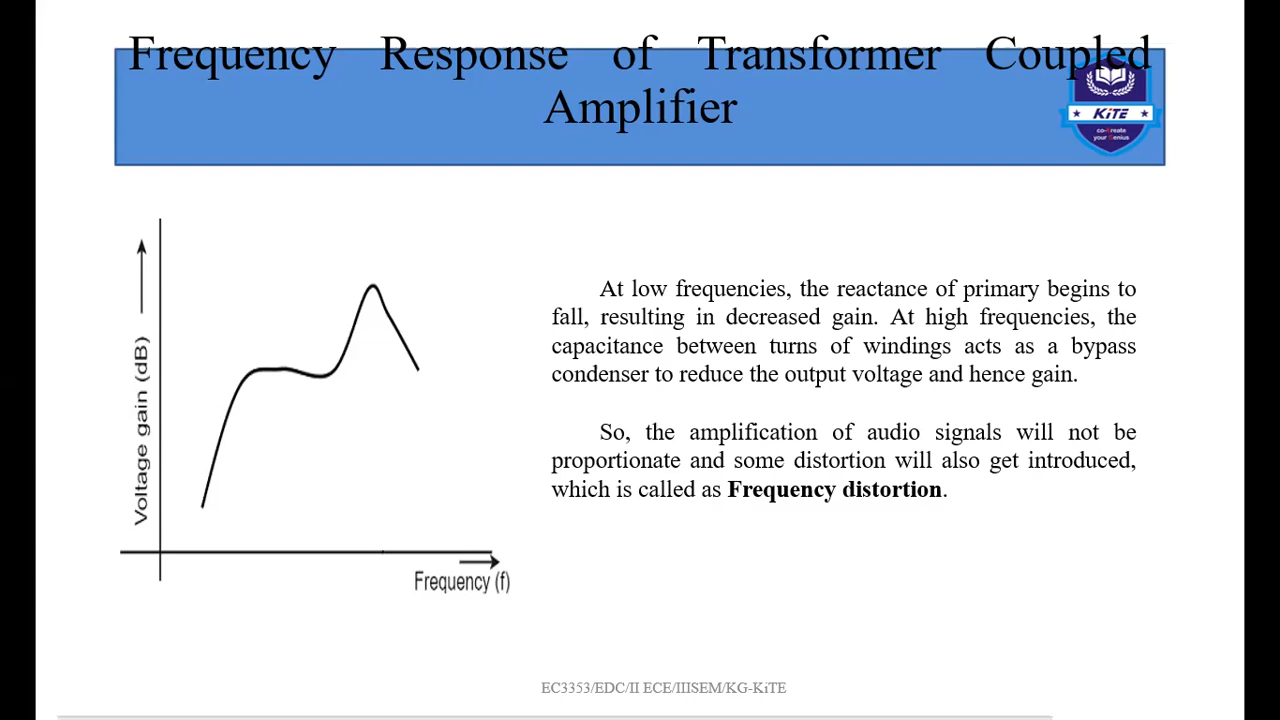 Frequency Response of Transformer Coupled
Amplifier
KiTE
co-Kreate
your Genius
Voltage gain (dB)
Frequency (f)
At low frequencies, the reactance of primary begins to
fall, resulting in decreased gain. At high frequencies, the
capacitance between turns of windings acts as a bypass
condenser to reduce the output voltage and hence gain.
So, the amplification of audio signals will not be
proportionate and some distortion will also get introduced,
which is called as Frequency distortion.
EC3353/EDC/II ECE/IIISEM/KG-KiTE